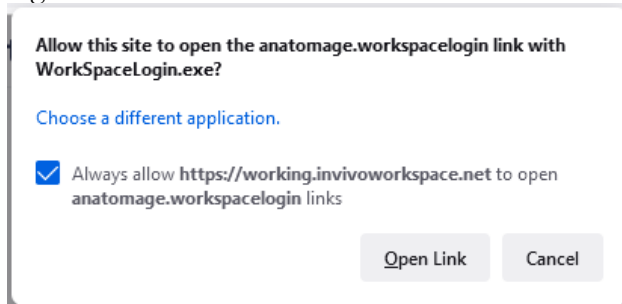 Allow this site to open the anatomage.workspacelogin link with
WorkSpaceLogin.exe?
Choose a different application.
Always allow https://working.invivoworkspace.net to open
anatomage.workspacelogin links
Open Link Cancel